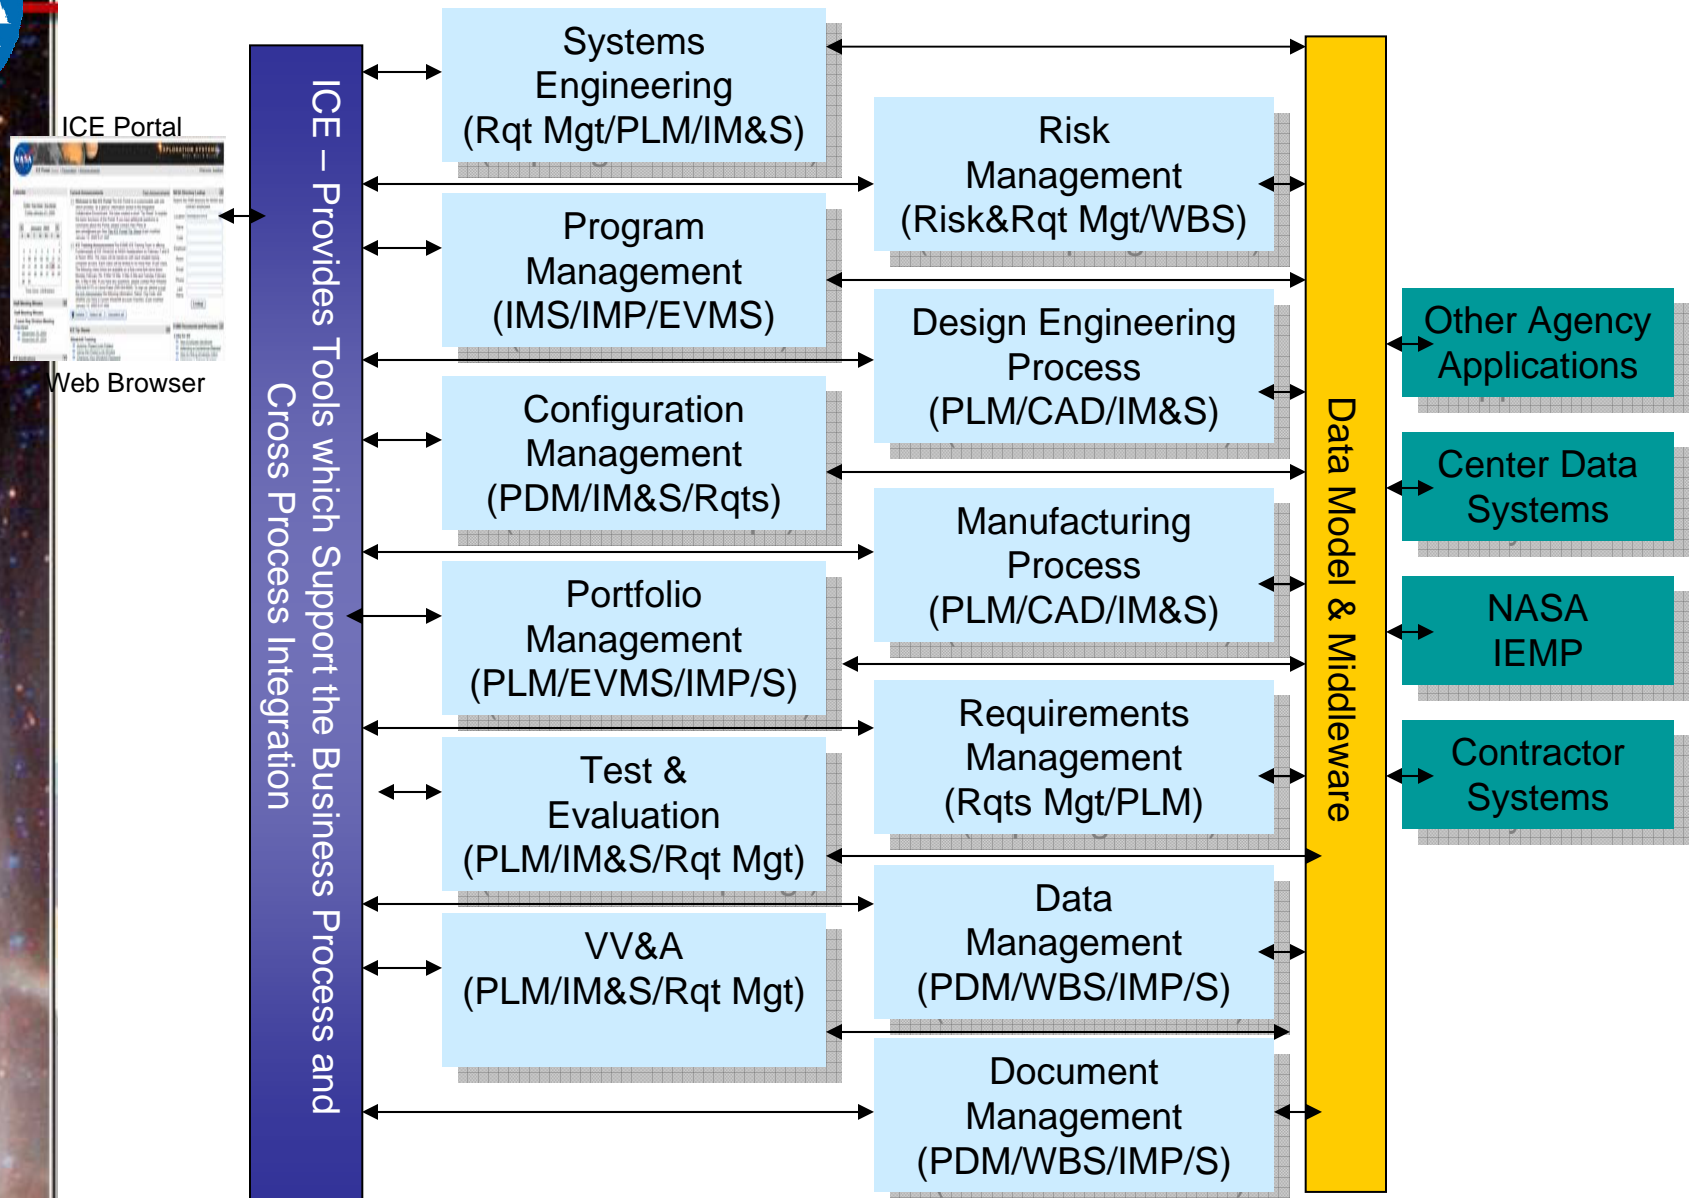 ICE Portal
NASA
Web Browser
ICE – Provides Tools which Support the Business Process and
Cross Process Integration
Systems
Engineering
(Rqt Mgt/PLM/IM&S)
Program
Management
(IMS/IMP/EVMS)
Configuration
Management
(PDM/IM&S/Rqts)
Portfolio
Management
(PLM/EVMS/IMP/S)
Test &
Evaluation
(PLM/IM&S/Rqt Mgt)
VV&A
(PLM/IM&S/Rqt Mgt)
Risk
Management
(Risk&Rqt Mgt/WBS)
Design Engineering
Process
(PLM/CAD/IM&S)
Manufacturing
Process
(PLM/CAD/IM&S)
Requirements
Management
(Rqts Mgt/PLM)
Data
Management
(PDM/WBS/IMP/S)
Document
Management
(PDM/WBS/IMP/S)
Data Model & Middleware
Other Agency
Applications
Center Data
Systems
NASA
IEMP
Contractor
Systems